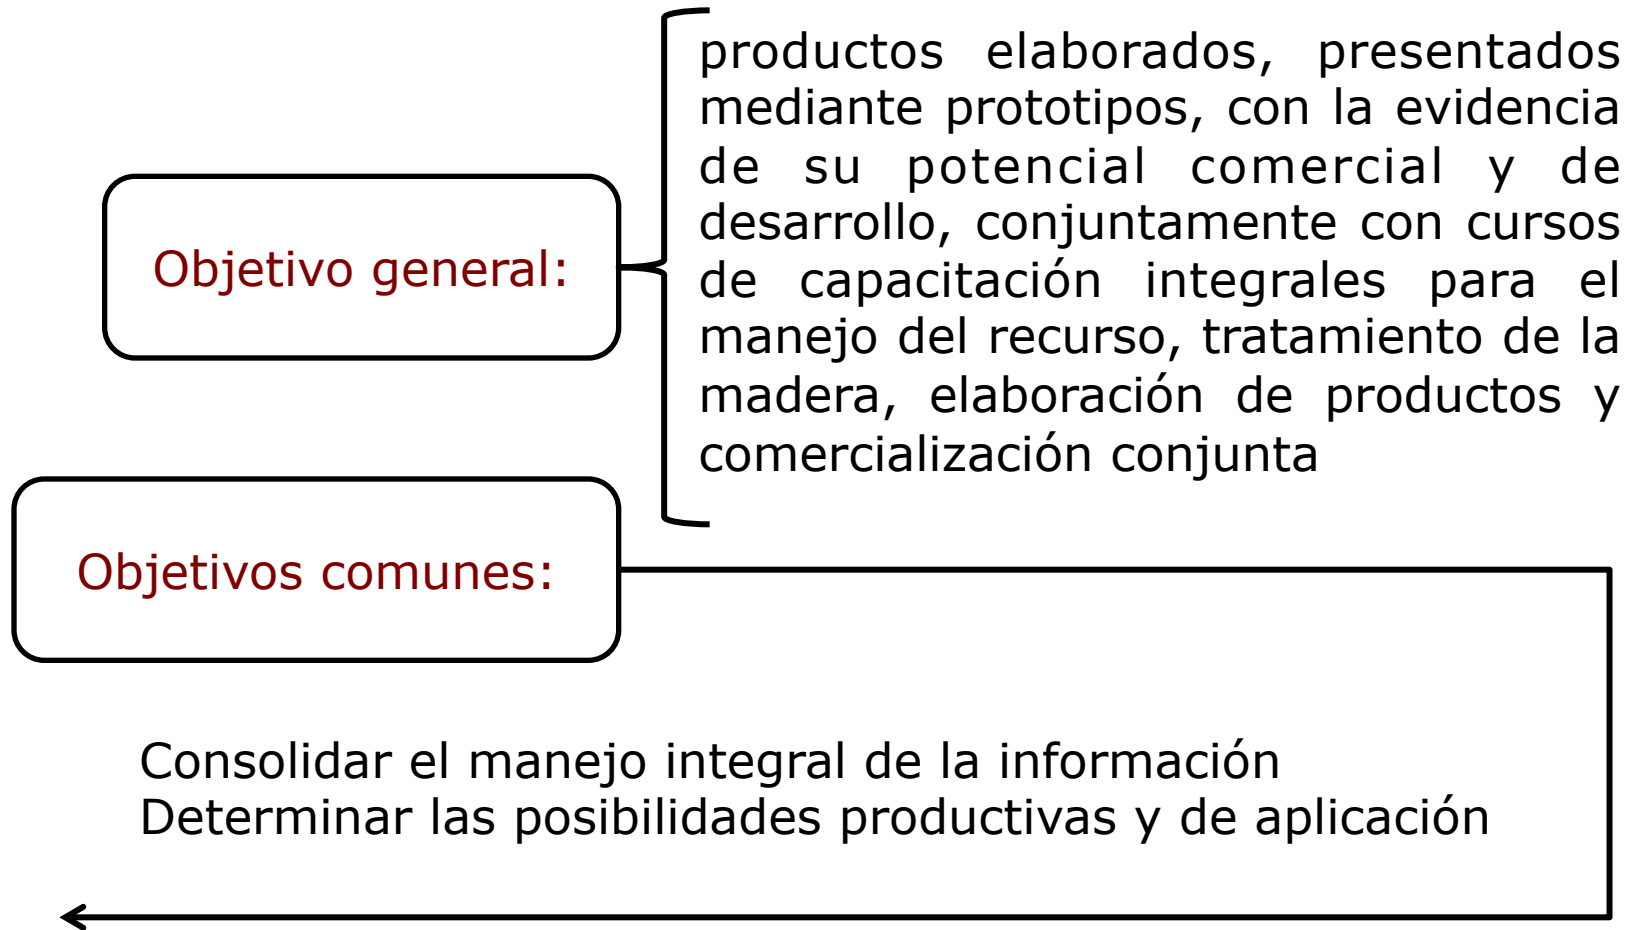 productos elaborados, presentados
mediante prototipos, con la evidencia
de su potencial comercial y de
desarrollo, conjuntamente con cursos
de capacitación integrales para el
manejo del recurso, tratamiento de la
madera, elaboración de productos y
comercialización conjunta
Objetivo general:
Objetivos comunes:
Consolidar el manejo integral de la información
Determinar las posibilidades productivas y de aplicación